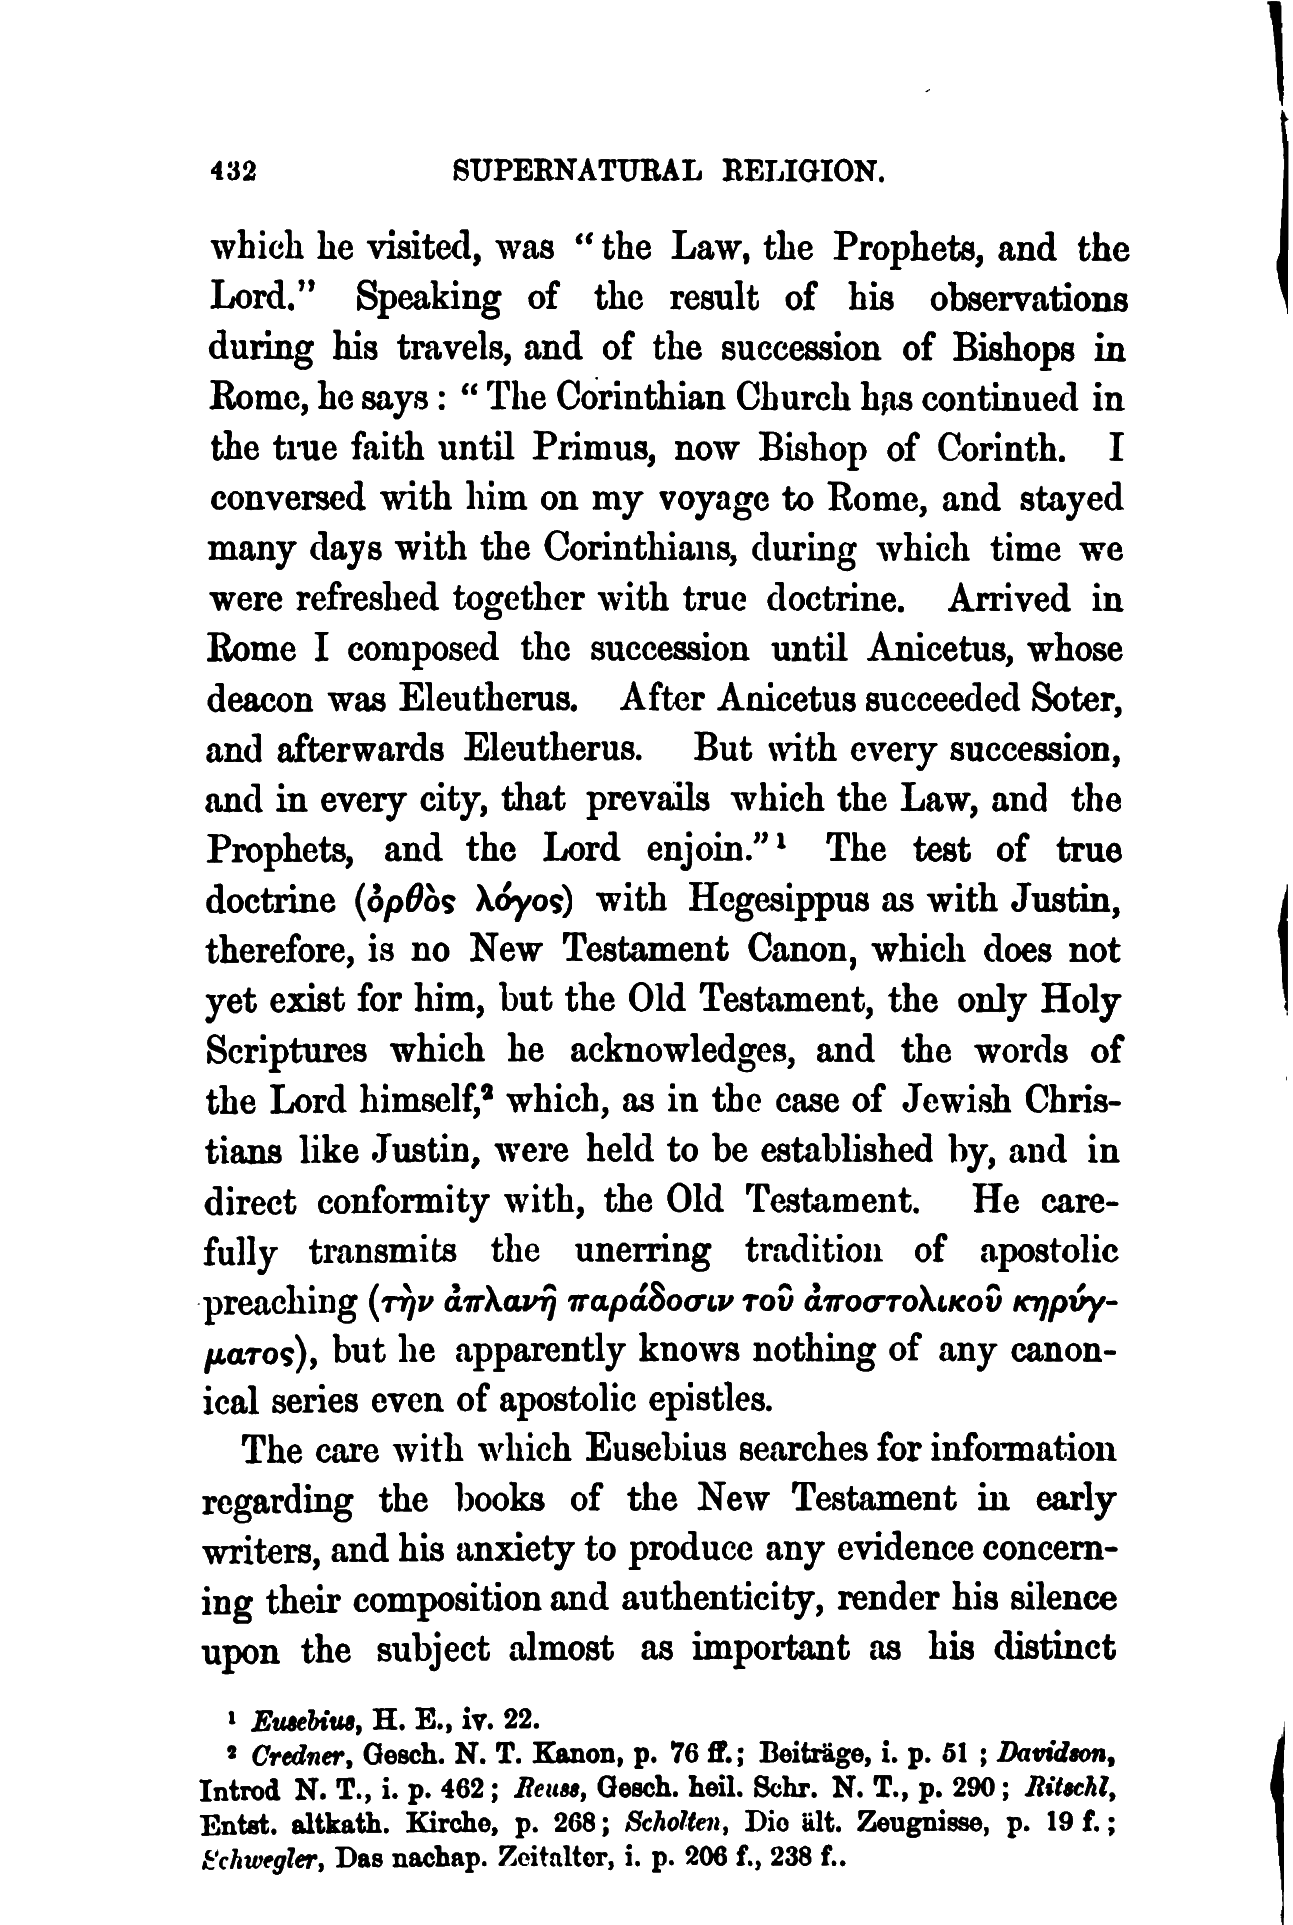 432 SUPERNATURAL RELIGION.
which he visited, was “the Law, the Prophets, and the
Lord.” Speaking of the result of his observations
during his travels, and of the succession of Bishops in
Rome, he says : “The Corinthian Church has continued in
the true faith until Primus, now Bishop of Corinth. I
conversed with him on my voyage to Rome, and stayed
many days with the Corinthians, during which time we
were refreshed together with true doctrine. Arrived in
Rome I composed the succession until Anicetus, whose
deacon was Eleutherus. After Anicetus succeeded Soter,
and afterwards Eleutherus. But with every succession,
and in every city, that prevails which the Law, and the
Prophets, and the Lord enjoin.”¹ The test of true
doctrine (ὀρθὸς λόγος) with Hegesippus as with Justin,
therefore, is no New Testament Canon, which does not
yet exist for him, but the Old Testament, the only Holy
Scriptures which he acknowledges, and the words of
the Lord himself,² which, as in the case of Jewish Chris-
tians like Justin, were held to be established by, and in
direct conformity with, the Old Testament. He care-
fully transmits the unerring tradition of apostolic
preaching (τὴν ἀπλανῆ παράδοσιν τοῦ ἀποστολικοῦ κηρύγ-
ματος), but he apparently knows nothing of any canon-
ical series even of apostolic epistles.
The care with which Eusebius searches for information
regarding the books of the New Testament in early
writers, and his anxiety to produce any evidence concern-
ing their composition and authenticity, render his silence
upon the subject almost as important as his distinct
¹ Eusebius, H. E., iv. 22.
² Credner, Gesch. N. T. Kanon, p. 76 ff.; Beiträge, i. p. 51 ; Davidson,
Introd N. T., i. p. 462 ; Reuss, Gesch. heil. Schr. N. T., p. 290 ; Ritschl,
Entst. altkath. Kirche, p. 268; Scholten, Die ält. Zeugnisse, p. 19 f. ;
Schwegler, Das nachap. Zeitalter, i. p. 206 f., 238 f..